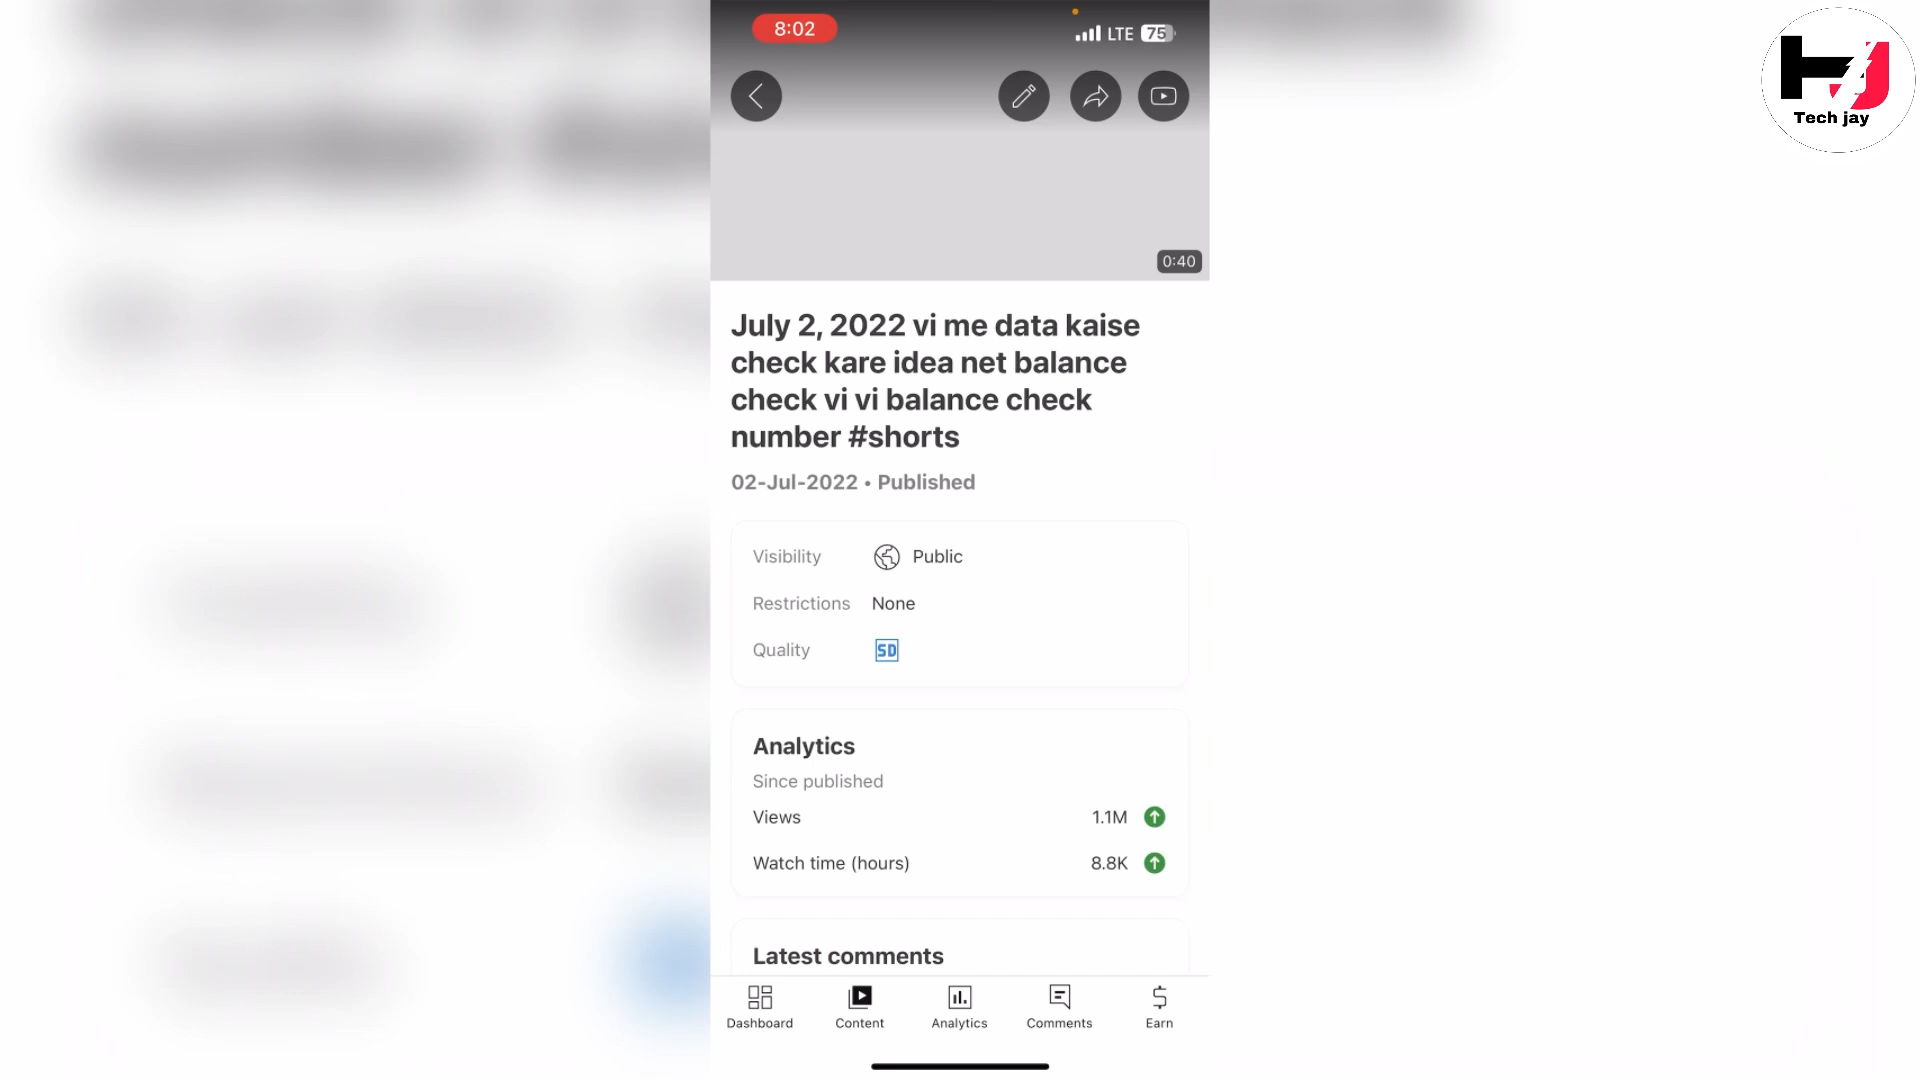 8:02
LTE 75
Tech jay
0:40
July 2, 2022 vi me data kaise
check kare idea net balance
check vi vi balance check
number #shorts
02-Jul-2022 • Published
Visibility Public
Restrictions None
Quality SD
Analytics
Since published
Views 1.1M
Watch time (hours) 8.8K
Latest comments
Dashboard Content Analytics Comments Earn